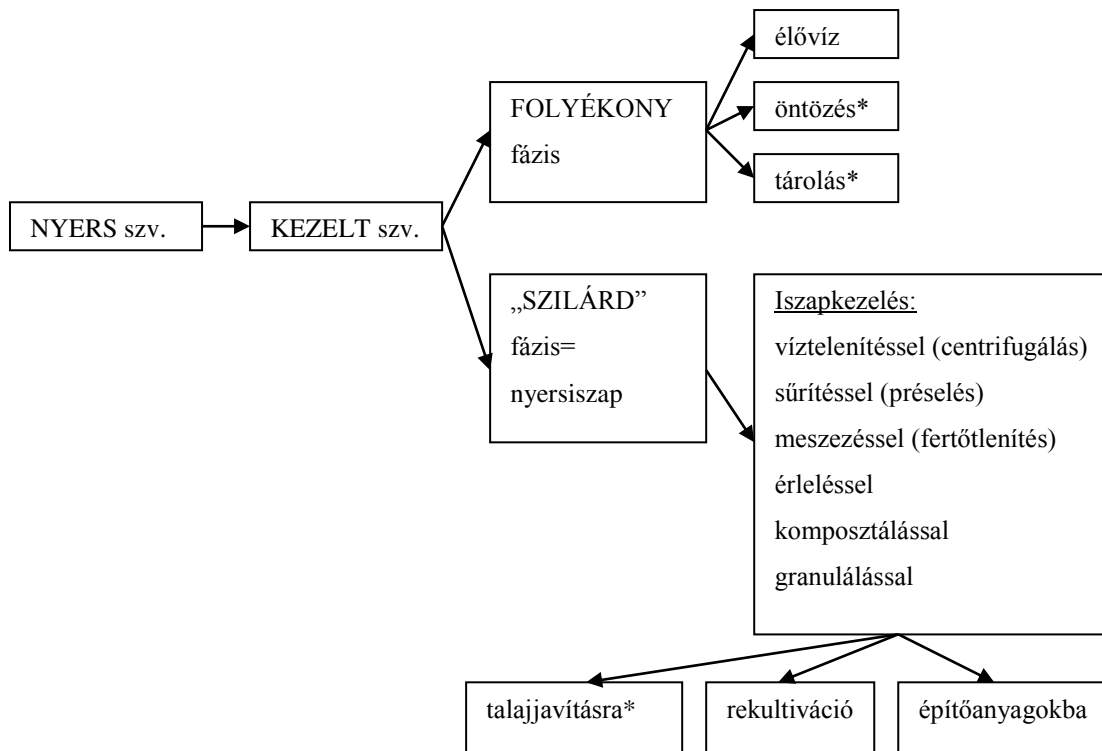 élővíz
FOLYÉKONY
fázis
öntözés*
tárolás*
NYERS szv.
KEZELT szv.
„SZILÁRD”
fázis=
nyersiszap
Iszapkezelés:
víztelenítéssel (centrifugálás)
sűrítéssel (préselés)
meszezéssel (fertőtlenítés)
érleléssel
komposztálással
granulálással
talajjavításra*
rekultiváció
építőanyagokba